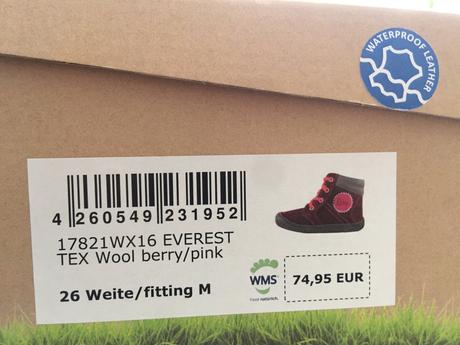 WATERPROOF LEATHER
4 260549 231952
17821WX16 EVEREST
TEX Wool berry/pink
26 Weite/fitting M
WMS®
74,95 EUR